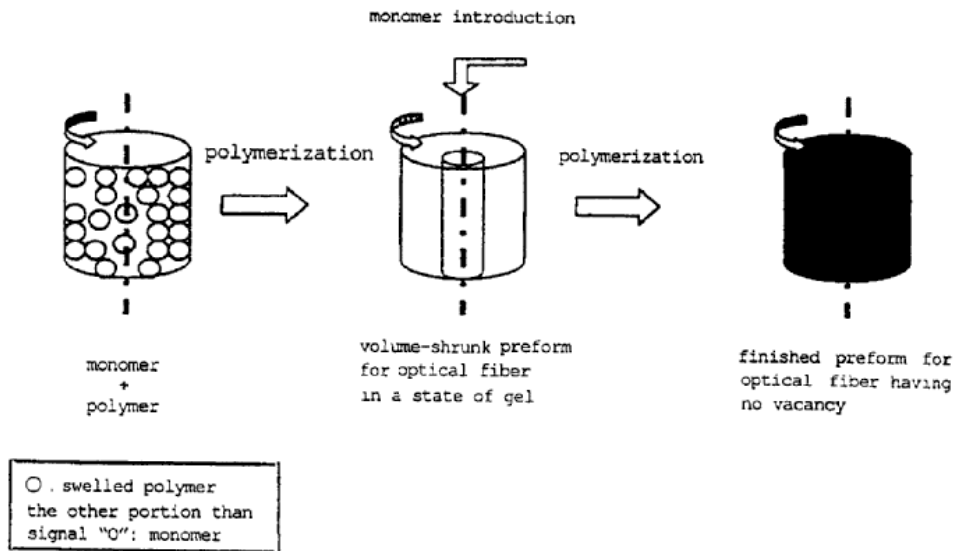 monomer introduction
polymerization
polymerization
monomer
+
polymer
volume-shrunk preform
for optical fiber
in a state of gel
finished preform for
optical fiber having
no vacancy
○. swelled polymer
the other portion than
signal "O": monomer